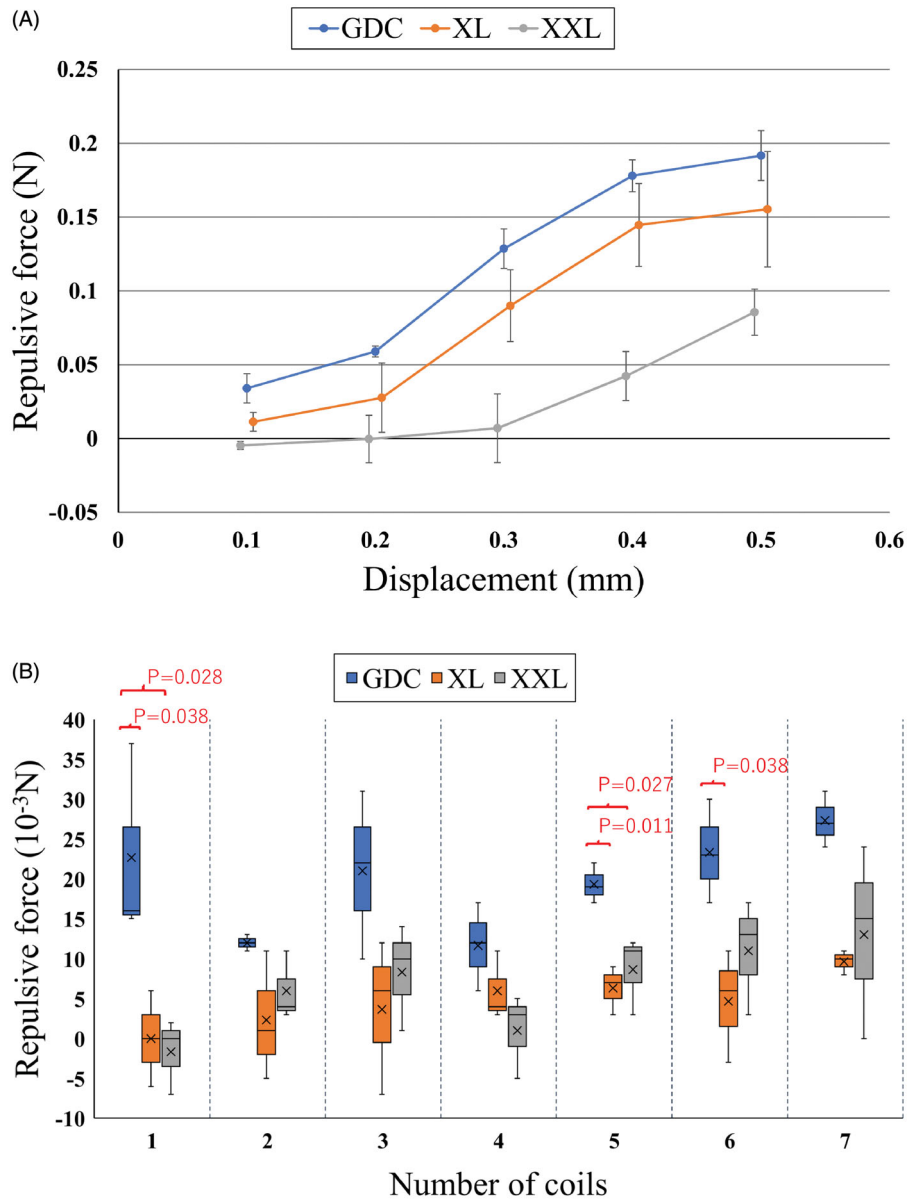 (A)
GDC XL XXL
0.25
0.2
0.15
0.1
0.05
0
-0.05
Repulsive force (N)
0 0.1 0.2 0.3 0.4 0.5 0.6
Displacement (mm)
(B)
GDC XL XXL
P=0.028
P=0.038
P=0.027
P=0.011
P=0.038
40
35
30
25
20
15
10
5
0
-5
-10
Repulsive force (10⁻³N)
1 2 3 4 5 6 7
Number of coils